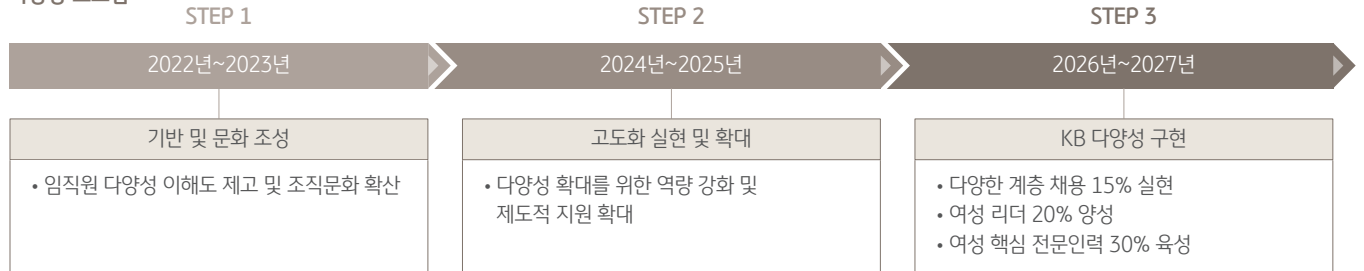 STEP 1
STEP 2
STEP 3
2022년~2023년
2024년~2025년
2026년~2027년
기반 및 문화 조성
• 임직원 다양성 이해도 제고 및 조직문화 확산
고도화 실현 및 확대
• 다양성 확대를 위한 역량 강화 및
제도적 지원 확대
KB 다양성 구현
• 다양한 계층 채용 15% 실현
• 여성 리더 20% 양성
• 여성 핵심 전문인력 30% 육성